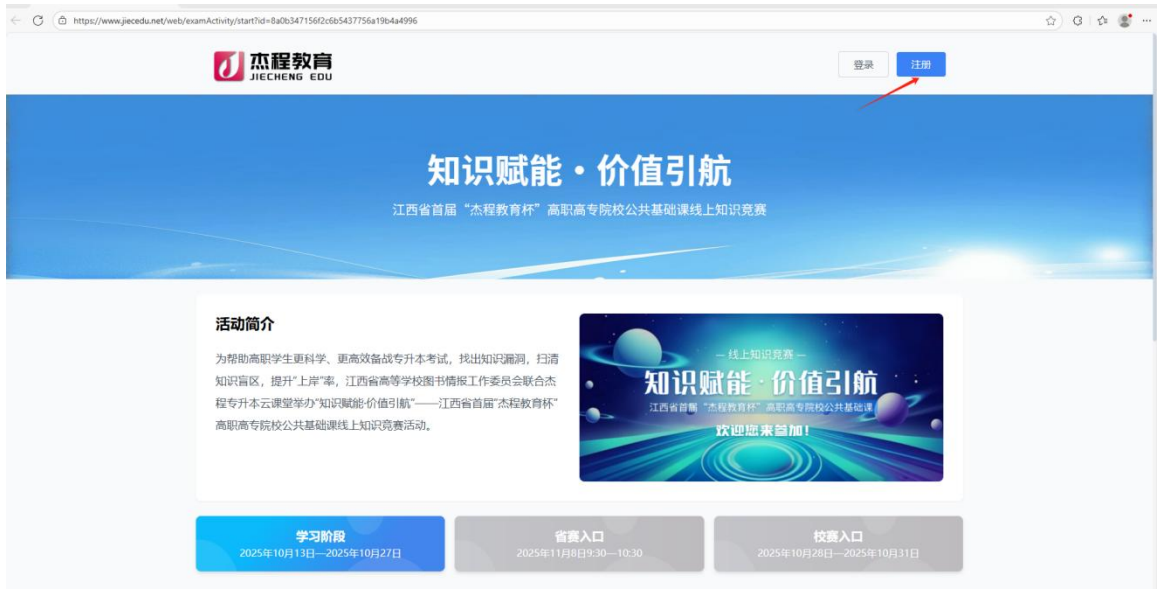 https://www.jiecedu.net/web/examActivity/start?id=8a0b347156f2c6b5437756a19b4a4996
杰程教育
JIECHENG EDU
登录
注册
知识赋能·价值引航
江西省首届“杰程教育杯”高职高专院校公共基础课线上知识竞赛
活动简介
为帮助高职学生更科学、更高效备战专升本考试，找出知识漏洞，扫清
知识盲区，提升“上岸”率，江西省高等学校图书情报工作委员会联合杰
程专升本云课堂举办“知识赋能·价值引航”——江西省首届“杰程教育杯”
高职高专院校公共基础课线上知识竞赛活动。
— 线上知识竞赛 —
知识赋能·价值引航
江西省首届“杰程教育杯”高职高专院校公共基础课
欢迎您来参加！
学习阶段
2025年10月13日—2025年10月27日
省赛入口
2025年11月8日9:30—10:30
校赛入口
2025年10月28日—2025年10月31日